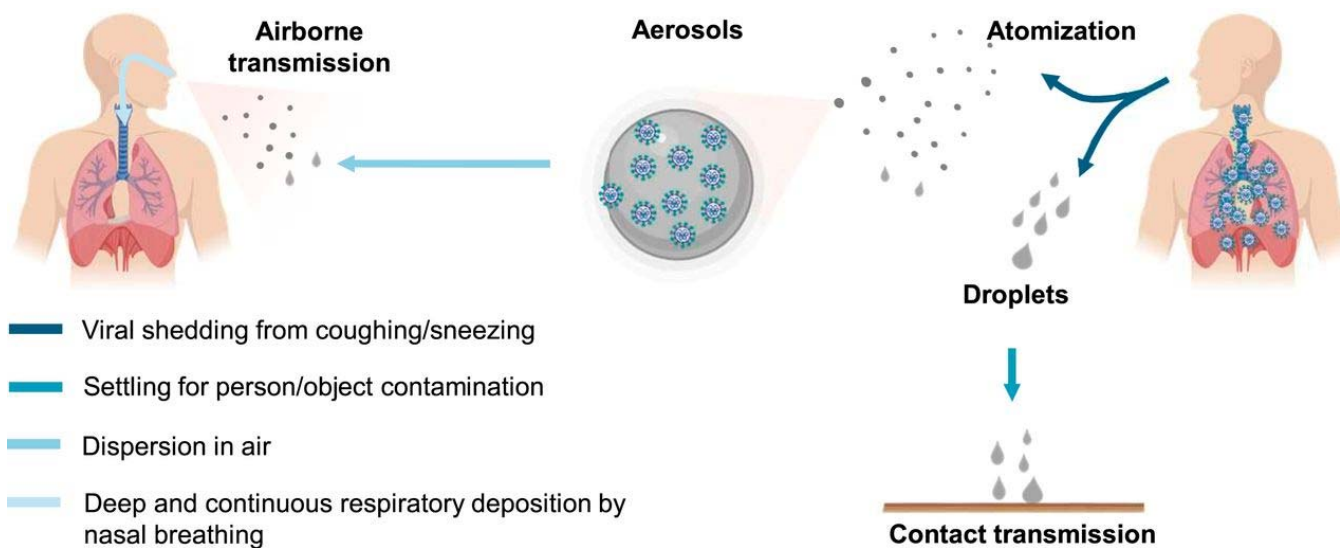 Airborne
transmission
Aerosols
Atomization
Droplets
Viral shedding from coughing/sneezing
Settling for person/object contamination
Dispersion in air
Deep and continuous respiratory deposition by
nasal breathing
Contact transmission